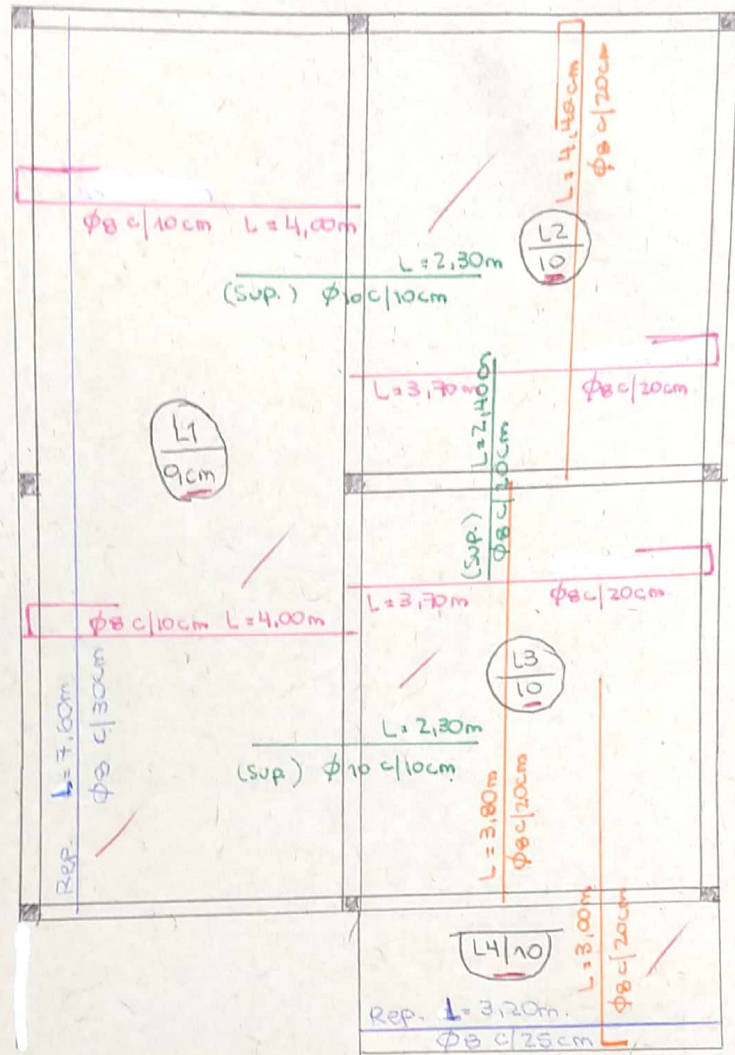 L=4,40cm
φ8 c/20cm
φ8 c/10cm L=4,00m
L2
10
L=2,30m
(Sup.) φ10 c/10cm
L=3,70m
φ8 c/20cm
L1
9cm
(Sup.) L=2,40m
φ8 c/20cm
L=3,70m
φ8 c/20cm
φ8 c/10cm L=4,00m
L3
10
Rep. L=7,60m
φ8 c/30cm
L=2,30m
(Sup) φ10 c/10cm
L=3,80m
φ8 c/20cm
L=3,00m
φ8 c/20cm
L4/10
Rep. L=3,20m.
φ8 c/25cm